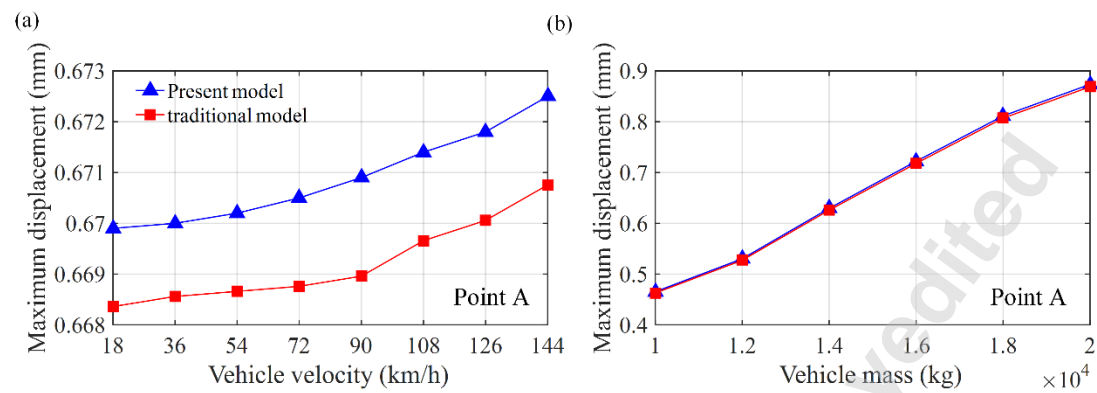 (a)
Maximum displacement (mm)
0.673
0.672
0.671
0.67
0.669
0.668
Present model
traditional model
Point A
18 36 54 72 90 108 126 144
Vehicle velocity (km/h)
(b)
Maximum displacement (mm)
0.9
0.8
0.7
0.6
0.5
0.4
Point A
1 1.2 1.4 1.6 1.8 2
Vehicle mass (kg)
×10⁴
yedited